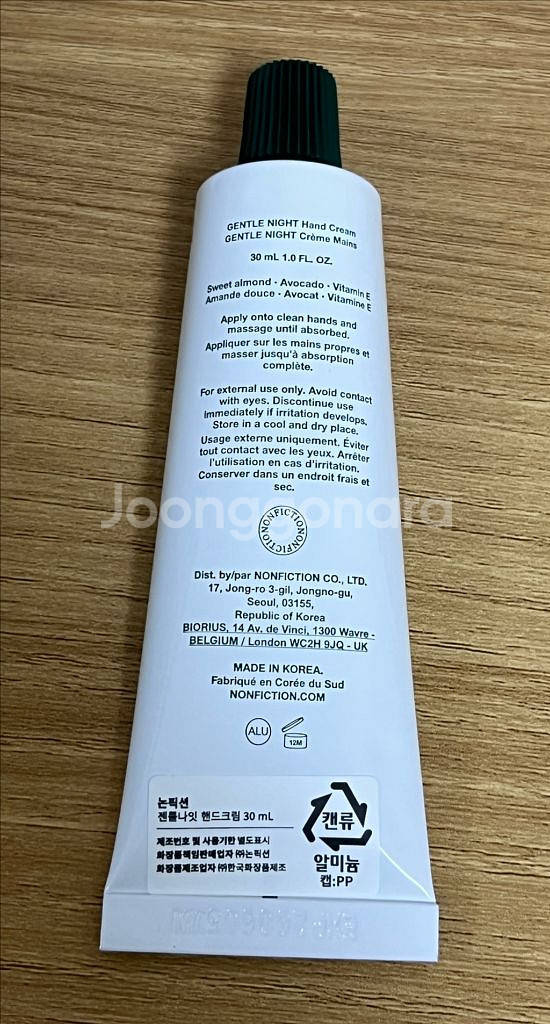 GENTLE NIGHT Hand Cream
GENTLE NIGHT Crème Mains
30 mL 1.0 FL. OZ.
Sweet almond · Avocado · Vitamin E
Amande douce · Avocat · Vitamine E
Apply onto clean hands and
massage until absorbed.
Appliquer sur les mains propres et
masser jusqu'à absorption
complète.
For external use only. Avoid contact
with eyes. Discontinue use
immediately if irritation develops.
Store in a cool and dry place.
Usage externe uniquement. Éviter
tout contact avec les yeux. Arrêter
l'utilisation en cas d'irritation.
Conserver dans un endroit frais et
sec.
Joonggonara
NONFICTION NONFICTION
Dist. by/par NONFICTION CO., LTD.
17, Jong-ro 3-gil, Jongno-gu,
Seoul, 03155,
Republic of Korea
BIORIUS, 14 Av. de Vinci, 1300 Wavre -
BELGIUM / London WC2H 9JQ - UK
MADE IN KOREA.
Fabriqué en Corée du Sud
NONFICTION.COM
ALU
12M
논픽션
젠틀나잇 핸드크림 30 mL
제조번호 및 사용기한 별도표시
화장품책임판매업자 ㈜논픽션
화장품제조업자 ㈜한국화장품제조
캔류
알미늄
캡:PP